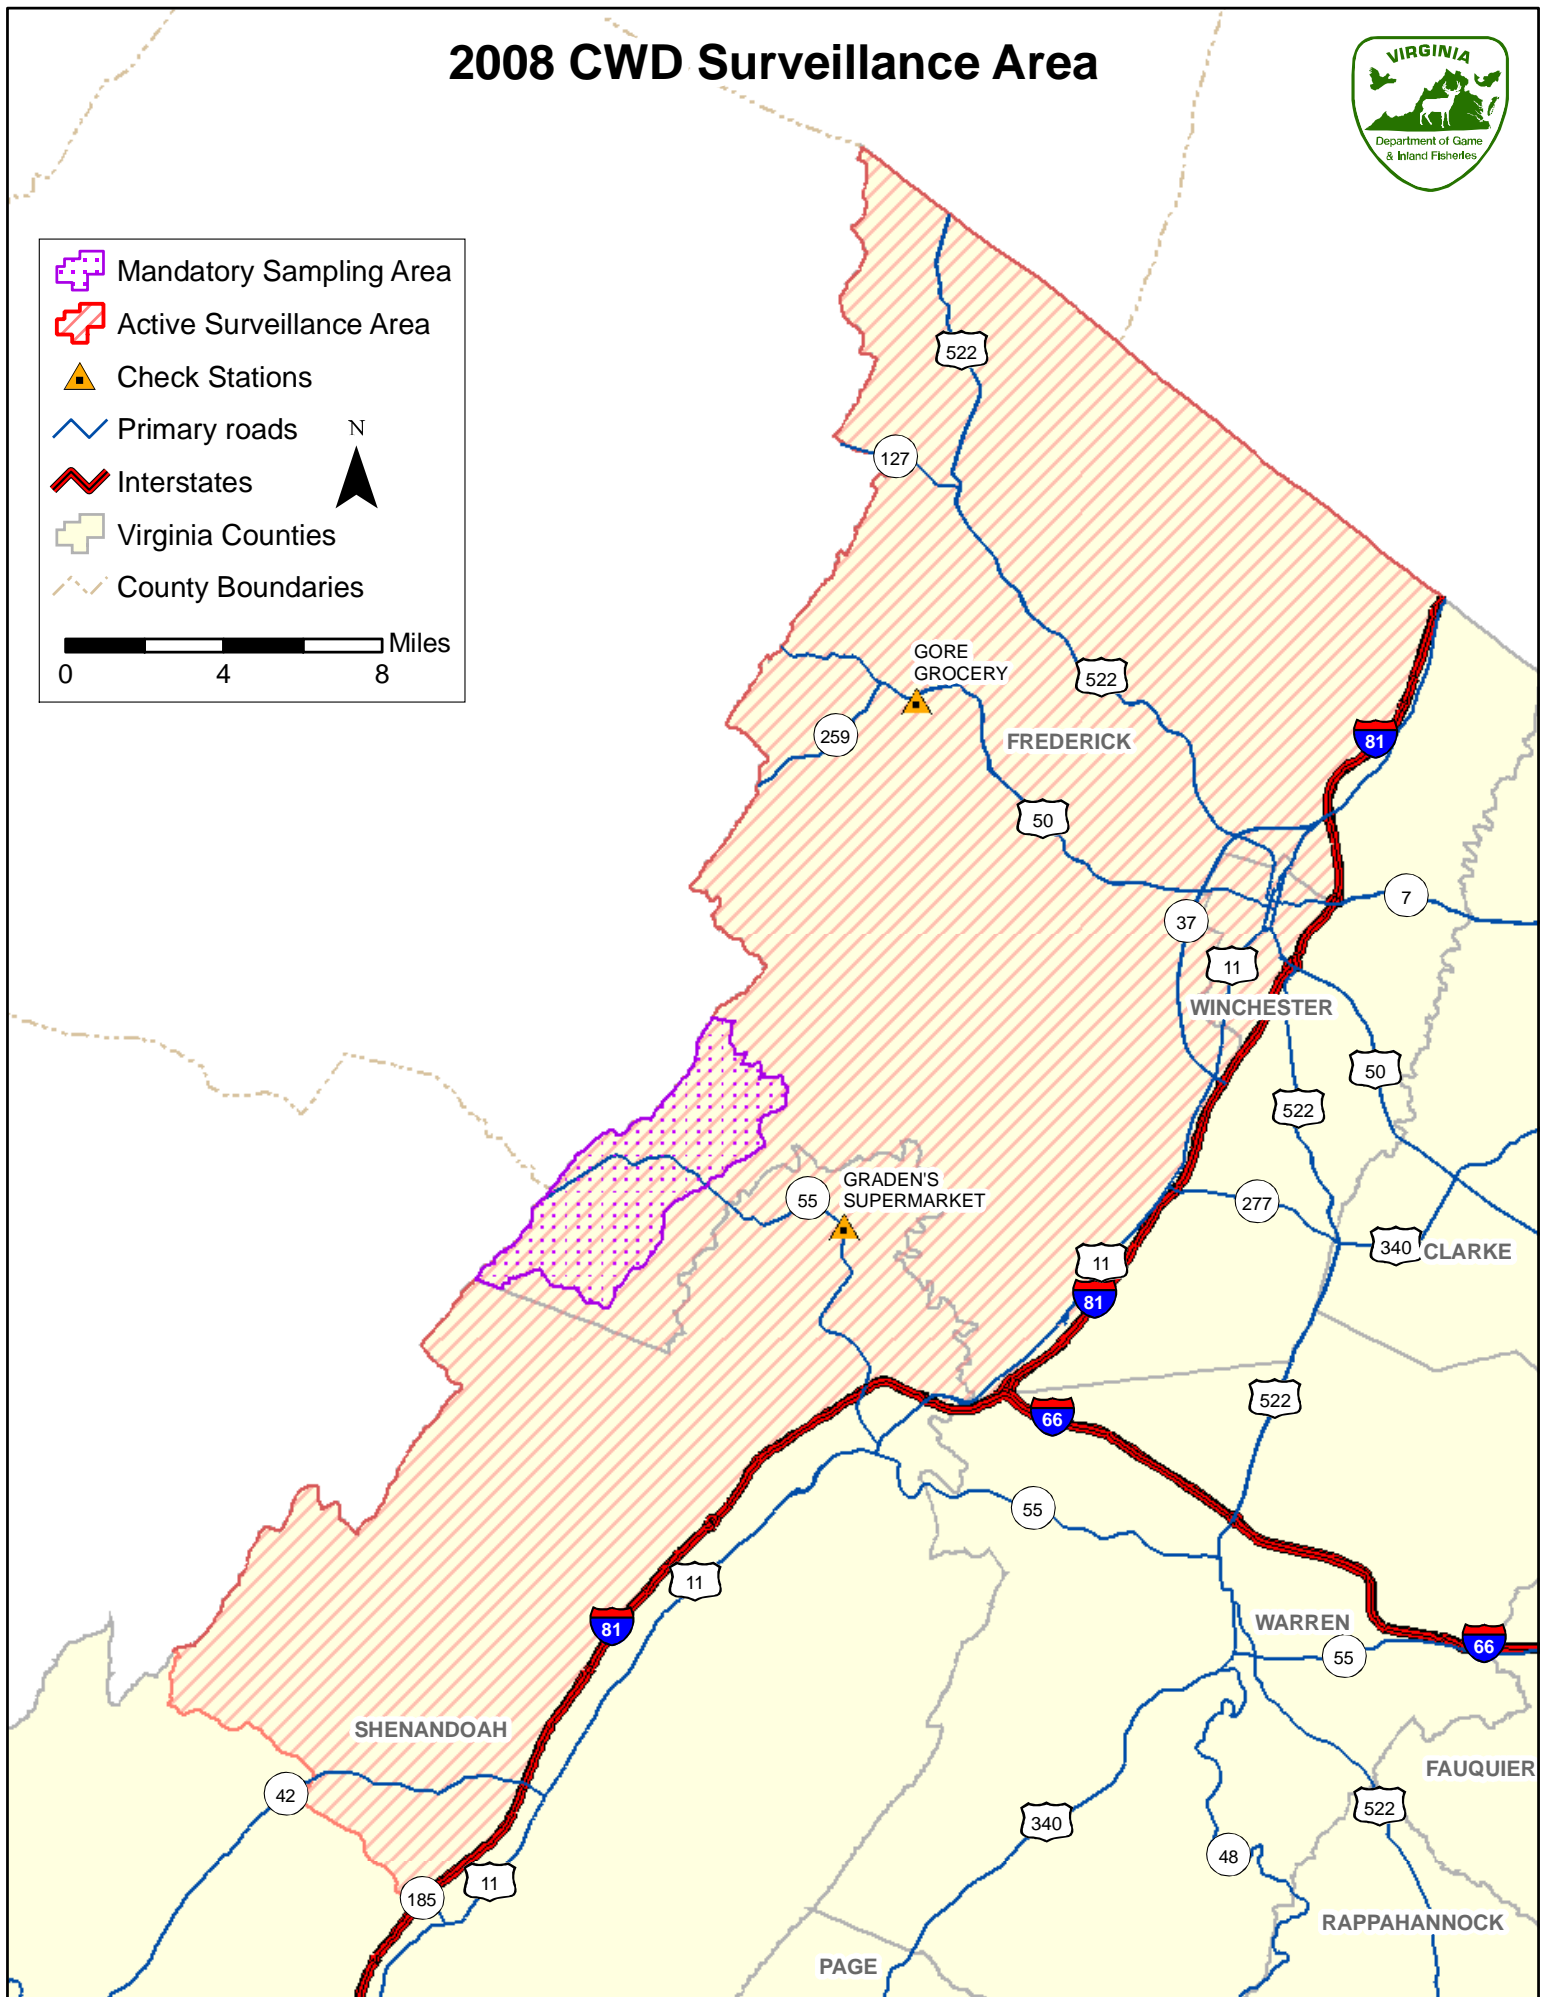 2008 CWD Surveillance Area
VIRGINIA
Department of Game
& Inland Fisheries
Mandatory Sampling Area
Active Surveillance Area
Check Stations
Primary roads
N
Interstates
Virginia Counties
County Boundaries
Miles
0 4 8
522
127
GORE
GROCERY
522
259
FREDERICK
81
50
7
37
11
WINCHESTER
50
522
55
GRADEN'S
SUPERMARKET
277
340
CLARKE
11
81
522
66
55
11
81
WARREN
55
66
SHENANDOAH
FAUQUIER
42
522
340
48
11
185
RAPPAHANNOCK
PAGE